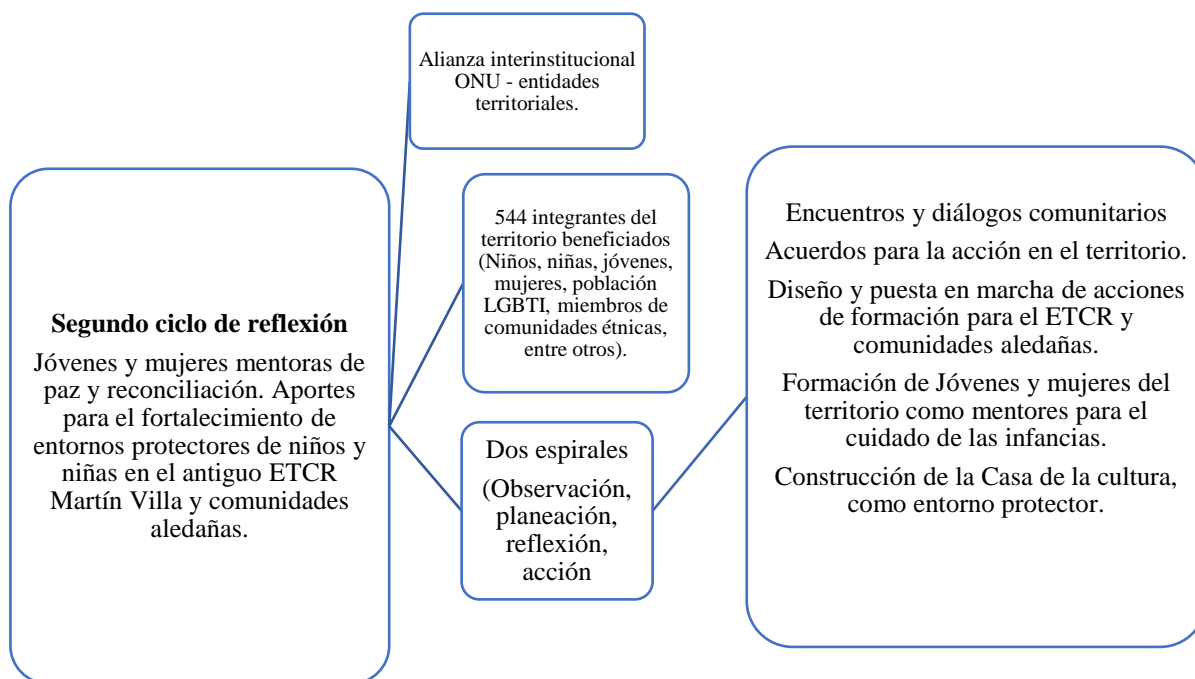 Segundo ciclo de reflexión
Jóvenes y mujeres mentoras de
paz y reconciliación. Aportes
para el fortalecimiento de
entornos protectores de niños y
niñas en el antiguo ETCR
Martín Villa y comunidades
aledañas.
Alianza interinstitucional
ONU - entidades
territoriales.
544 integrantes del
territorio beneficiados
(Niños, niñas, jóvenes,
mujeres, población
LGBTI, miembros de
comunidades étnicas,
entre otros).
Dos espirales
(Observación,
planeación,
reflexión,
acción
Encuentros y diálogos comunitarios
Acuerdos para la acción en el territorio.
Diseño y puesta en marcha de acciones
de formación para el ETCR y
comunidades aledañas.
Formación de Jóvenes y mujeres del
territorio como mentores para el
cuidado de las infancias.
Construcción de la Casa de la cultura,
como entorno protector.